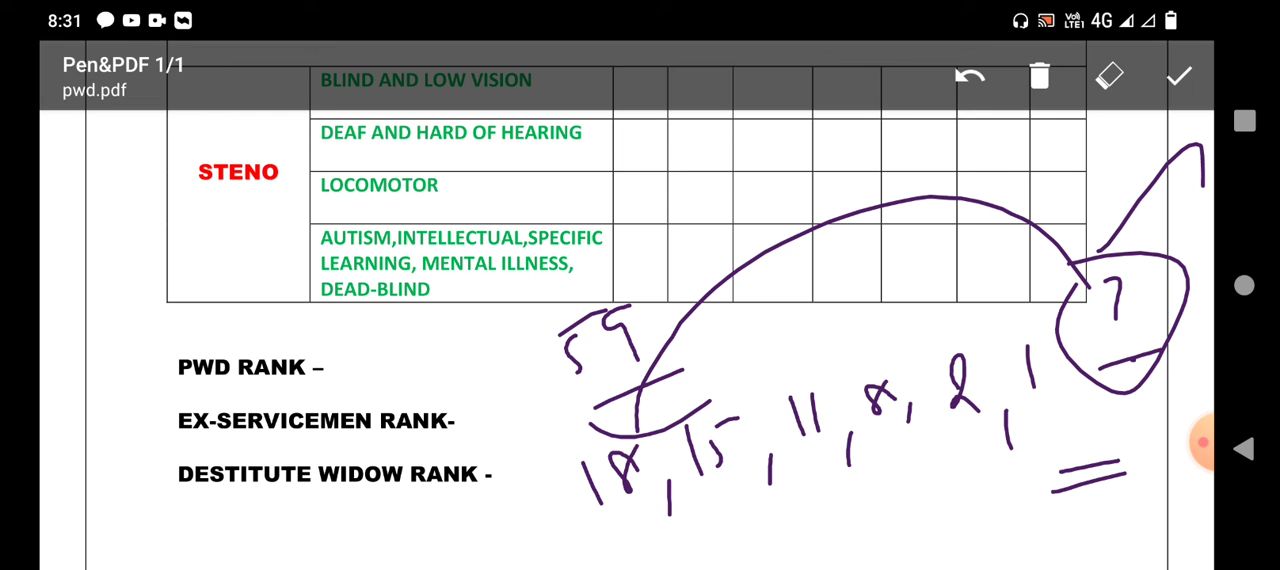 8:31
Vo) LTE1 4G
Pen&PDF 1/1
pwd.pdf
BLIND AND LOW VISION
DEAF AND HARD OF HEARING
STENO
LOCOMOTOR
AUTISM,INTELLECTUAL,SPECIFIC
LEARNING, MENTAL ILLNESS,
DEAD-BLIND
59
?
PWD RANK –
EX-SERVICEMEN RANK-
DESTITUTE WIDOW RANK -
18, 15, 11, 8, 2, 1